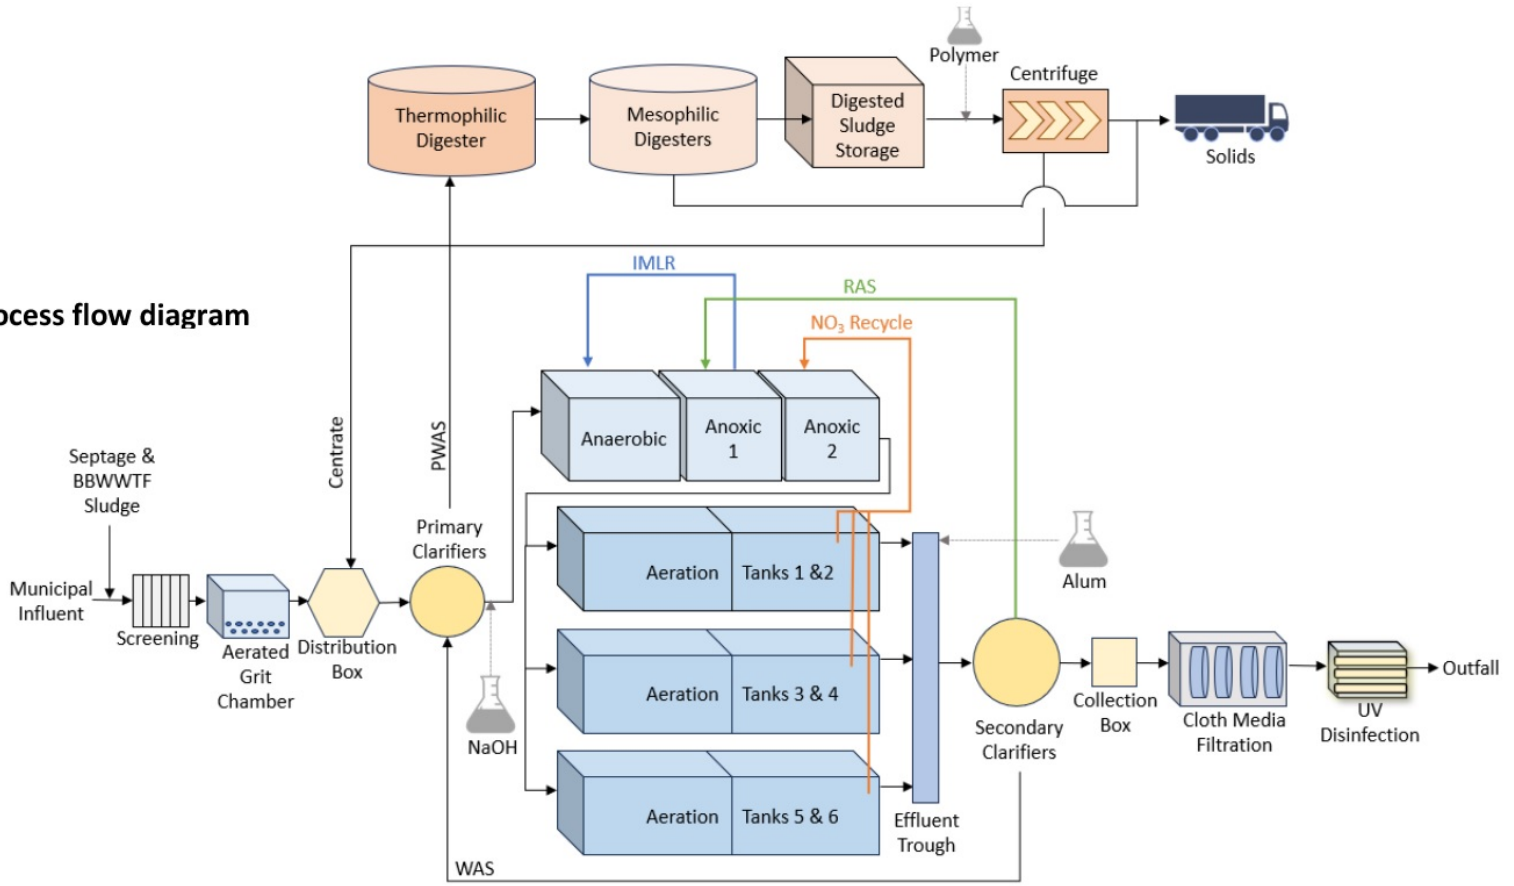 Polymer
Centrifuge
Thermophilic
Digester
Mesophilic
Digesters
Digested
Sludge
Storage
Solids
IMLR
RAS
NO₃ Recycle
ocess flow diagram
Centrate
PWAS
Anaerobic
Anoxic
1
Anoxic
2
Septage &
BBWWTF
Sludge
Primary
Clarifiers
Municipal
Influent
Screening
Aerated
Grit
Chamber
Distribution
Box
NaOH
Aeration Tanks 1 &2
Aeration Tanks 3 & 4
Aeration Tanks 5 & 6
Alum
Effluent
Trough
Secondary
Clarifiers
Collection
Box
Cloth Media
Filtration
UV
Disinfection
Outfall
WAS